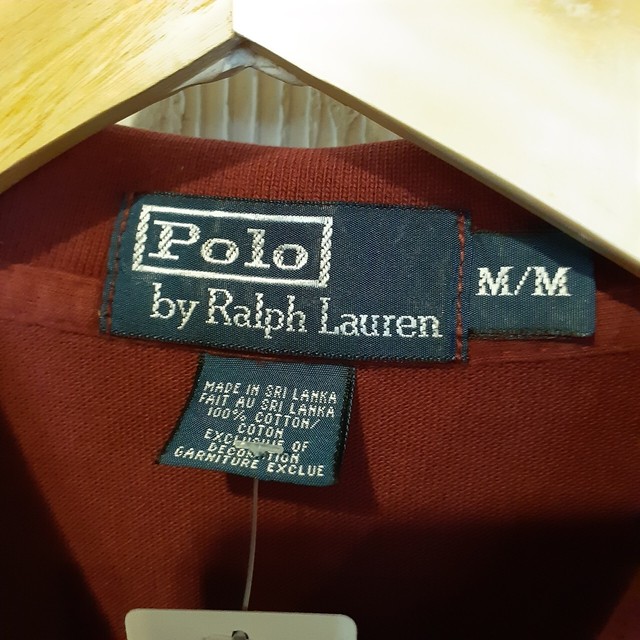 Polo
by Ralph Lauren
M/M
MADE IN SRI LANKA
FAIT AU SRI LANKA
100% COTTON/
COTON
EXCLUSIVE OF
DECORATION
GARNITURE EXCLUE